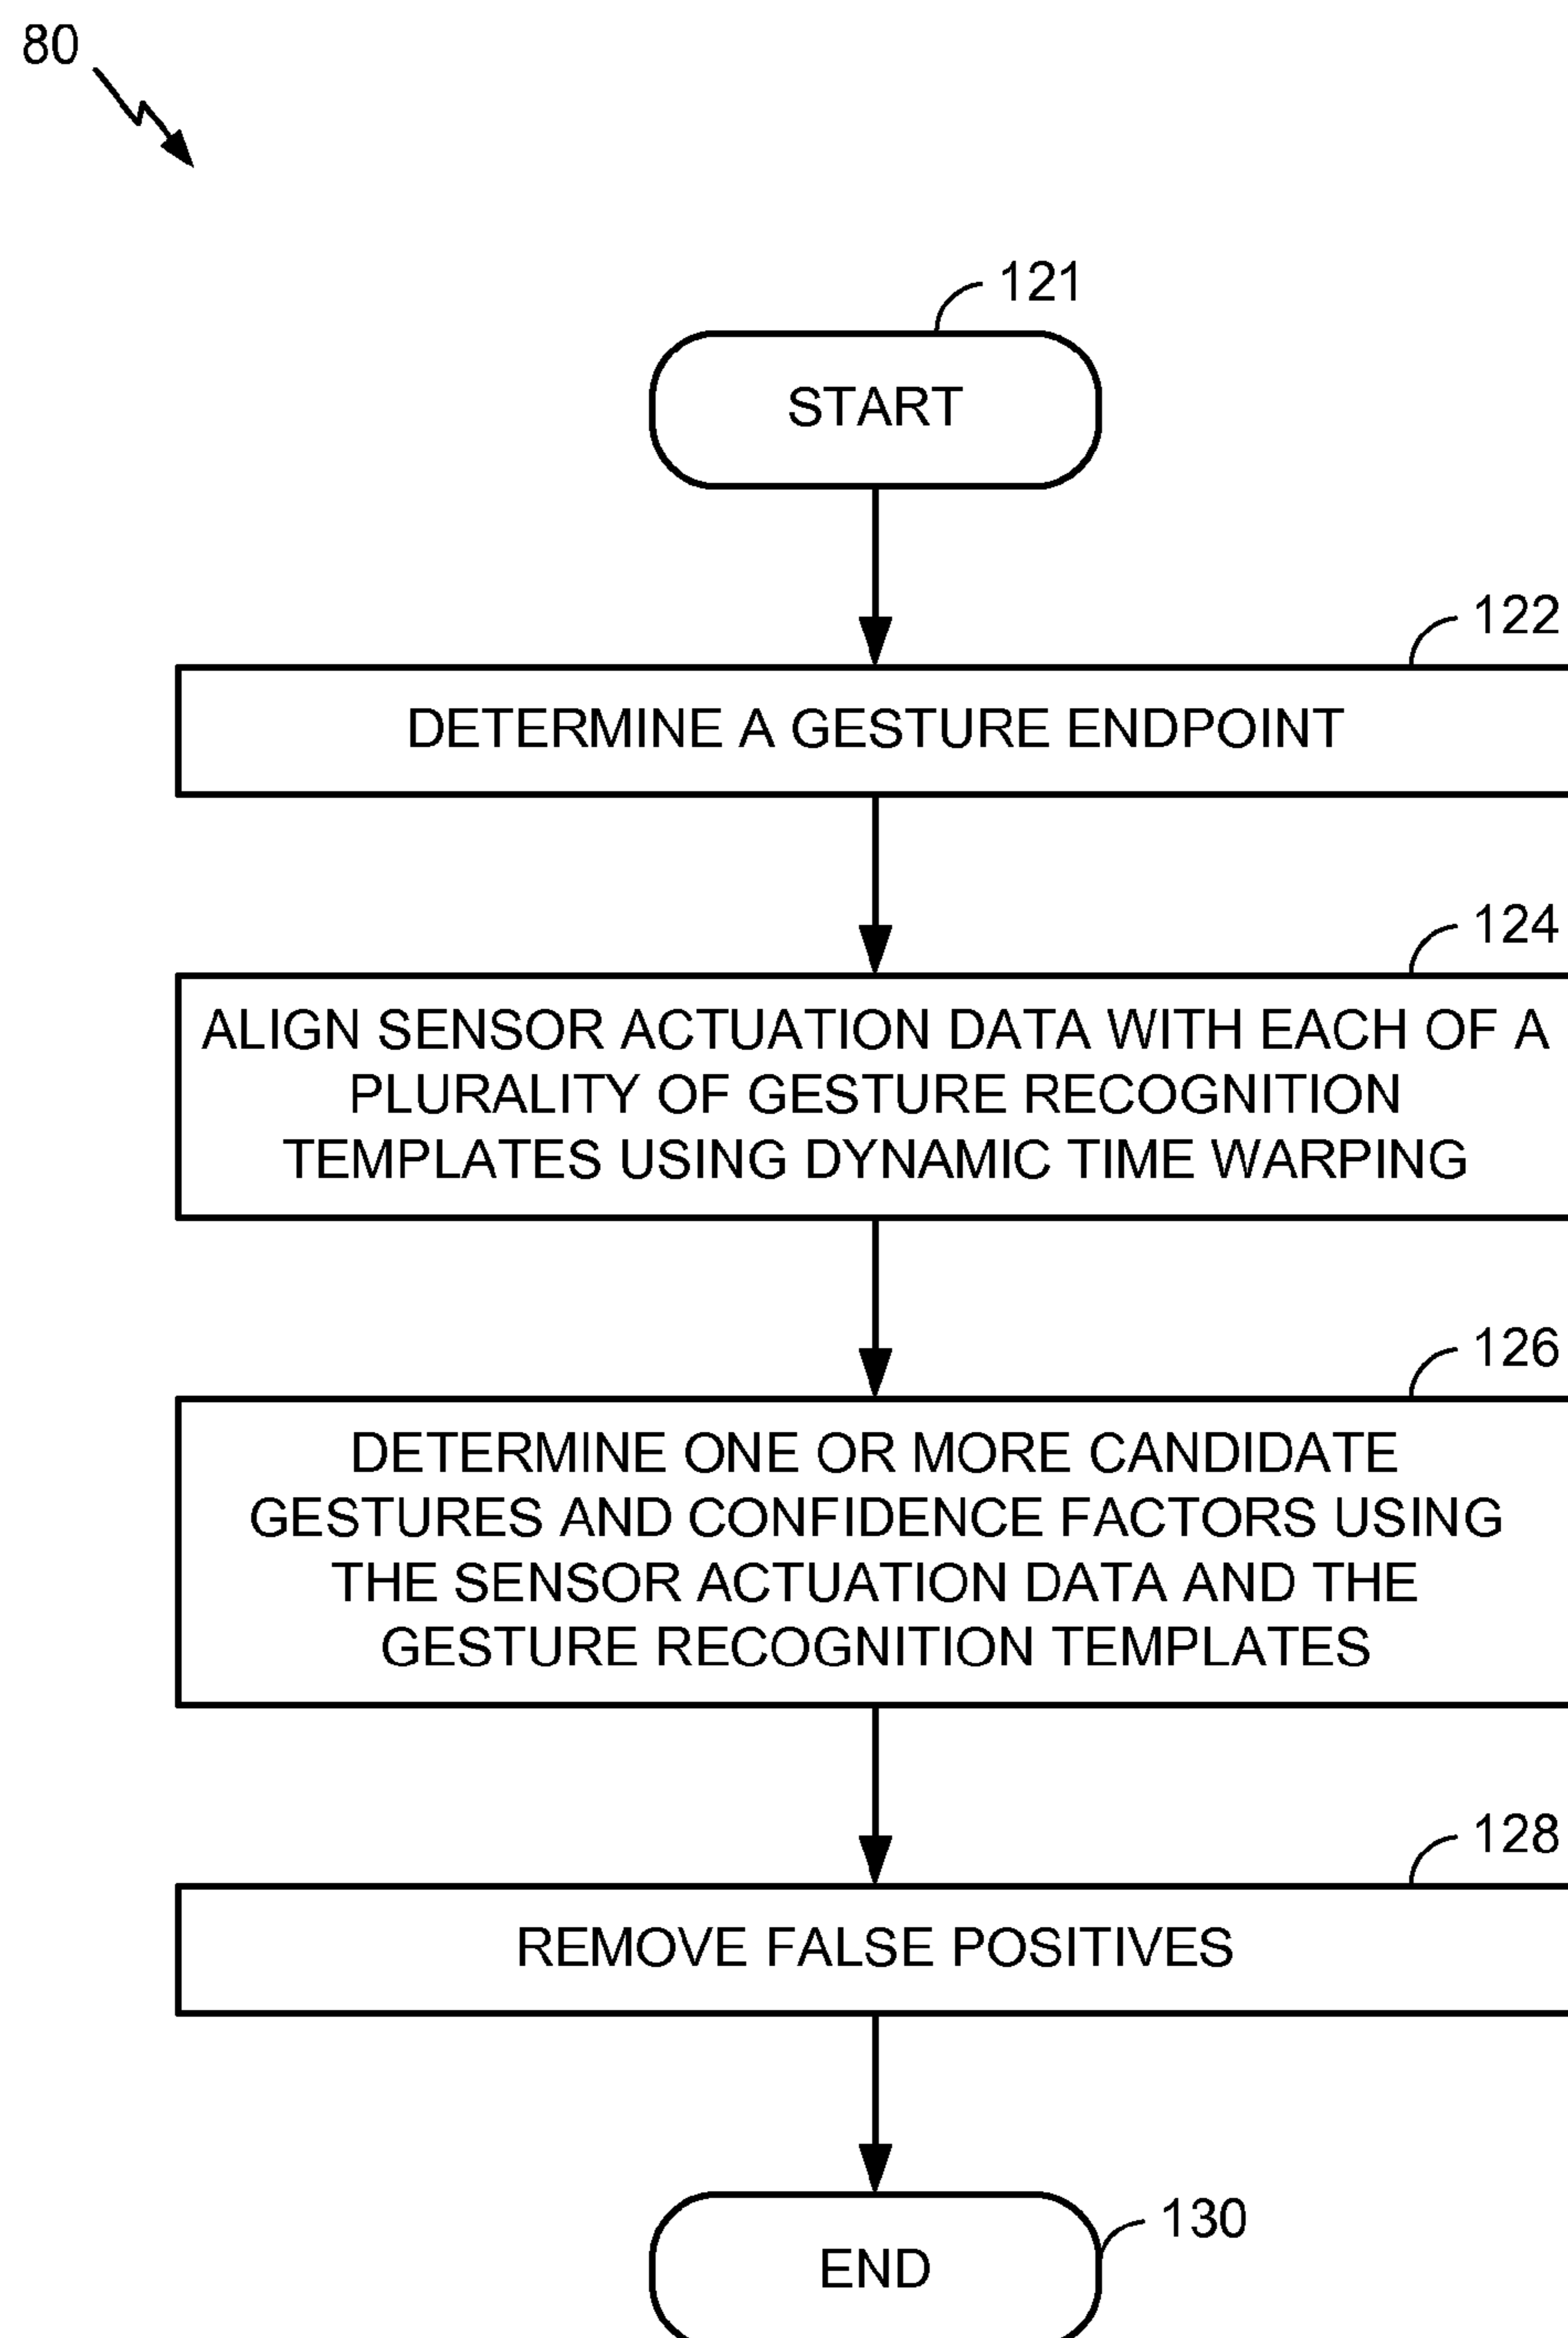 80
121
START
122
DETERMINE A GESTURE ENDPOINT
124
ALIGN SENSOR ACTUATION DATA WITH EACH OF A
PLURALITY OF GESTURE RECOGNITION
TEMPLATES USING DYNAMIC TIME WARPING
126
DETERMINE ONE OR MORE CANDIDATE
GESTURES AND CONFIDENCE FACTORS USING
THE SENSOR ACTUATION DATA AND THE
GESTURE RECOGNITION TEMPLATES
128
REMOVE FALSE POSITIVES
130
END